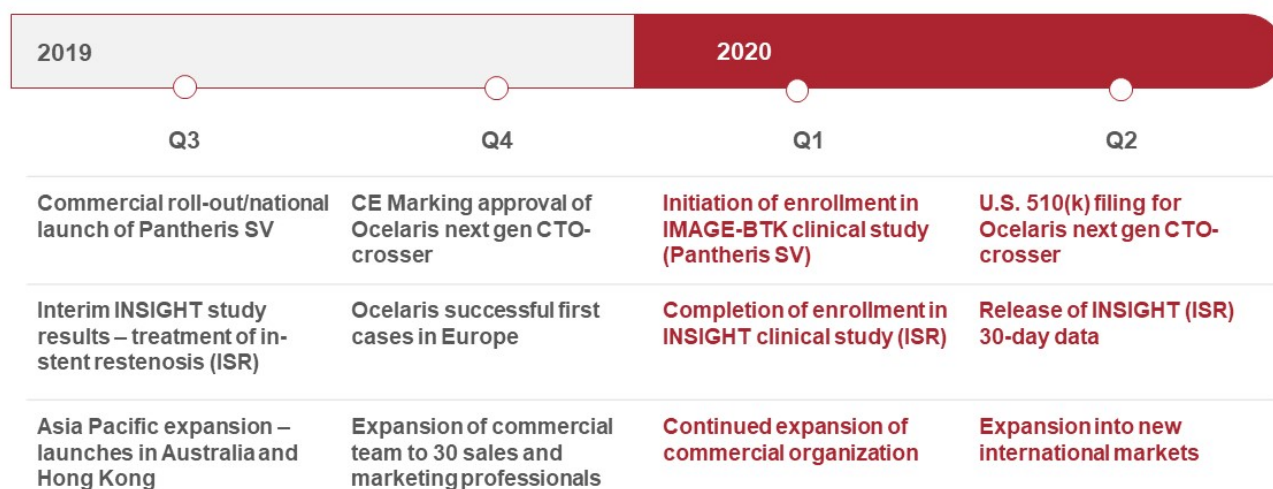 2019
2020
Q3
Q4
Q1
Q2
Commercial roll-out/national
launch of Pantheris SV
CE Marking approval of
Ocelaris next gen CTO-
crosser
Initiation of enrollment in
IMAGE-BTK clinical study
(Pantheris SV)
U.S. 510(k) filing for
Ocelaris next gen CTO-
crosser
Interim INSIGHT study
results – treatment of in-
stent restenosis (ISR)
Ocelaris successful first
cases in Europe
Completion of enrollment in
INSIGHT clinical study (ISR)
Release of INSIGHT (ISR)
30-day data
Asia Pacific expansion –
launches in Australia and
Hong Kong
Expansion of commercial
team to 30 sales and
marketing professionals
Continued expansion of
commercial organization
Expansion into new
international markets